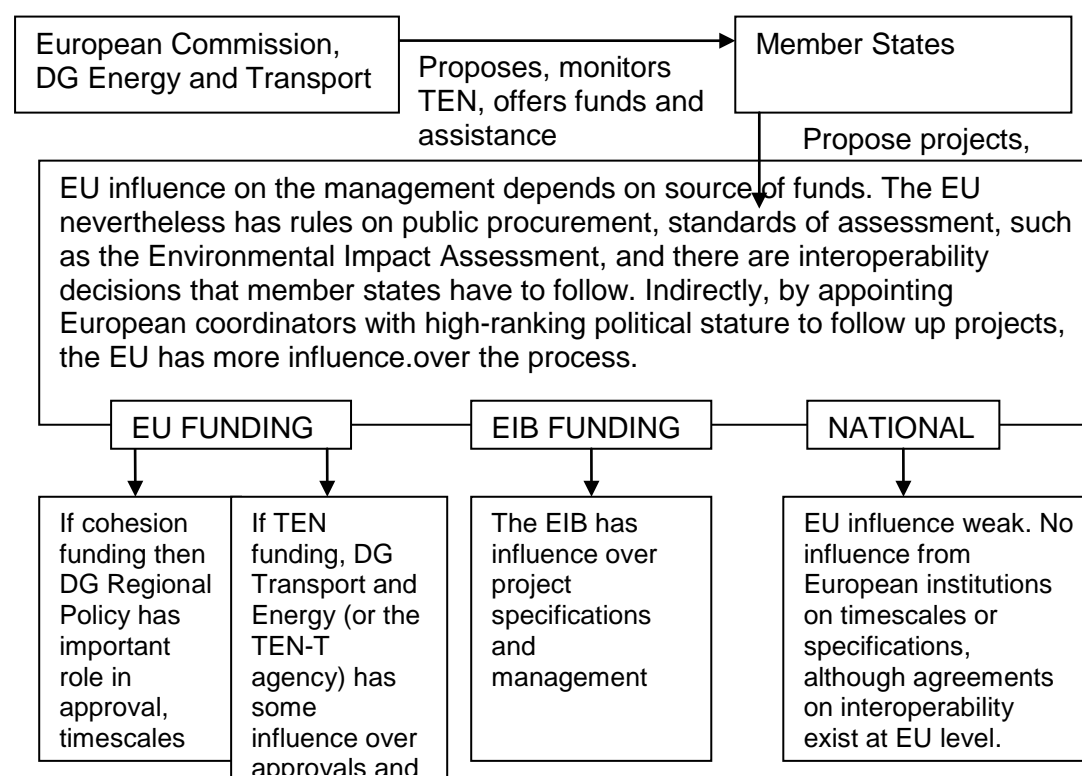 European Commission,
DG Energy and Transport
Proposes, monitors
TEN, offers funds and
assistance
Member States
Propose projects,
EU influence on the management depends on source of funds. The EU
nevertheless has rules on public procurement, standards of assessment, such
as the Environmental Impact Assessment, and there are interoperability
decisions that member states have to follow. Indirectly, by appointing
European coordinators with high-ranking political stature to follow up projects,
the EU has more influence.over the process.
EU FUNDING
EIB FUNDING
NATIONAL
If cohesion
funding then
DG Regional
Policy has
important
role in
approval,
timescales
If TEN
funding, DG
Transport and
Energy (or the
TEN-T
agency) has
some
influence over
approvals and
The EIB has
influence over
project
specifications
and
management
EU influence weak. No
influence from
European institutions
on timescales or
specifications,
although agreements
on interoperability
exist at EU level.